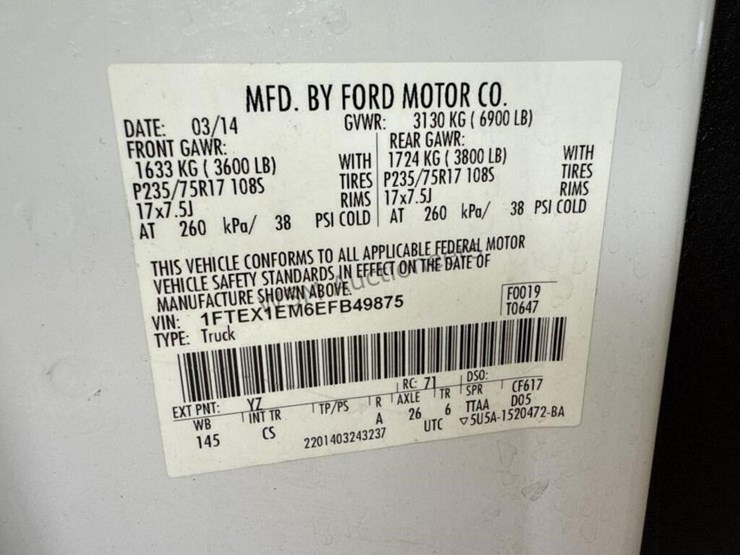 MFD. BY FORD MOTOR CO.
DATE: 03/14 GVWR: 3130 KG ( 6900 LB)
FRONT GAWR: REAR GAWR:
1633 KG ( 3600 LB) WITH 1724 KG ( 3800 LB) WITH
P235/75R17 108S TIRES P235/75R17 108S TIRES
17x7.5J RIMS 17x7.5J RIMS
AT 260 kPa/ 38 PSI COLD AT 260 kPa/ 38 PSI COLD
THIS VEHICLE CONFORMS TO ALL APPLICABLE FEDERAL MOTOR
VEHICLE SAFETY STANDARDS IN EFFECT ON THE DATE OF
MANUFACTURE SHOWN ABOVE.
VIN: 1FTEX1EM6EFB49875 F0019
TYPE: Truck T0647
EXT PNT: YZ RC: 71 DSO: CF617
WB INT TR TP/PS R AXLE TR SPR D05
145 CS A 26 6 TTAA
2201403243237 UTC ▽5U5A-1520472-BA